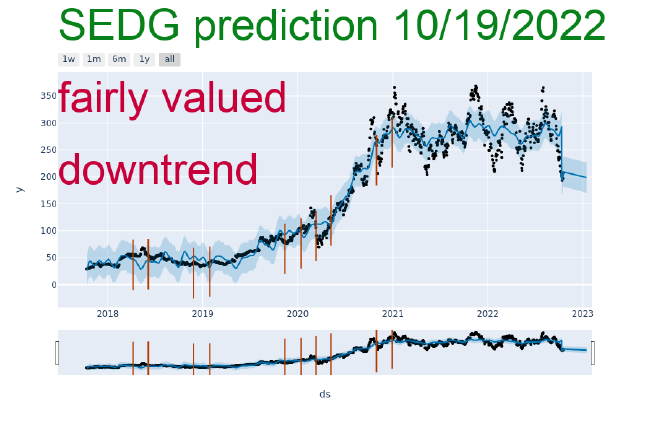 SEDG prediction 10/19/2022
1w 1m 6m 1y all
fairly valued
downtrend
y
350
300
250
200
150
100
50
0
2018 2019 2020 2021 2022 2023
ds